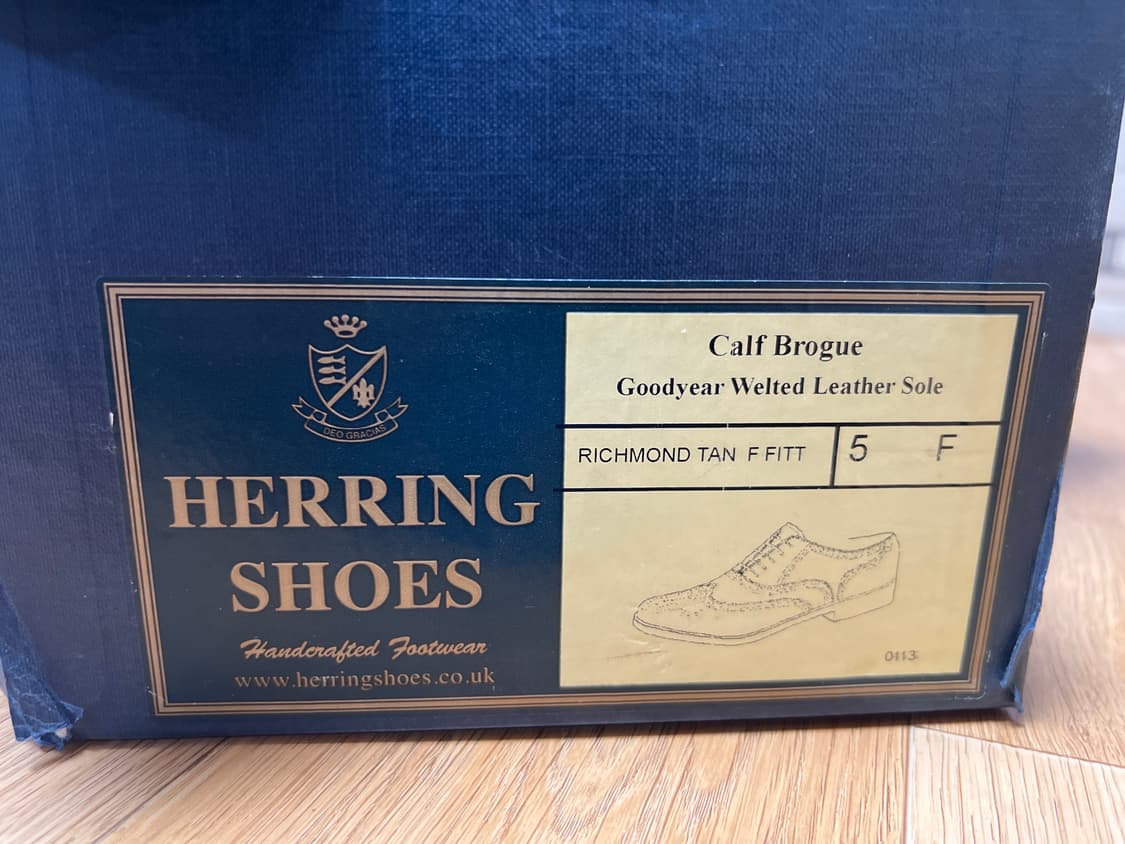 DEO GRACIAS
HERRING
SHOES
Handcrafted Footwear
www.herringshoes.co.uk
Calf Brogue
Goodyear Welted Leather Sole
RICHMOND TAN F FITT
5 F
0113